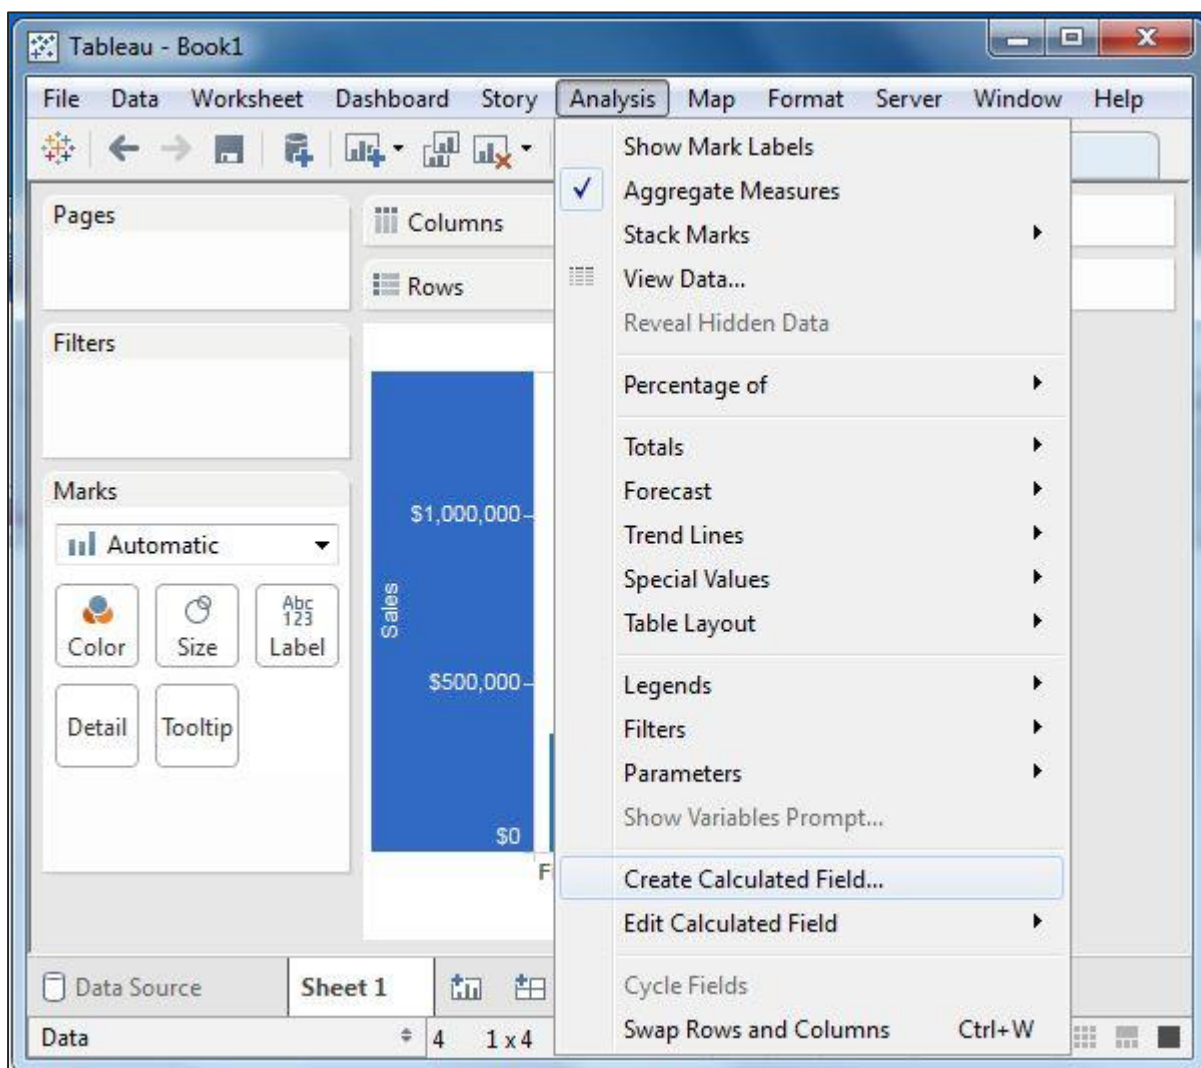 Tableau - Book1
File Data Worksheet Dashboard Story Analysis Map Format Server Window Help
Pages
Columns
Rows
Filters
Marks
Automatic
Color
Size
Abc
123
Label
Detail
Tooltip
$1,000,000
Sales
$500,000
$0
F
Show Mark Labels
Aggregate Measures
Stack Marks
View Data...
Reveal Hidden Data
Percentage of
Totals
Forecast
Trend Lines
Special Values
Table Layout
Legends
Filters
Parameters
Show Variables Prompt...
Create Calculated Field...
Edit Calculated Field
Cycle Fields
Swap Rows and Columns Ctrl+W
Data Source
Sheet 1
Data
4 1 x 4